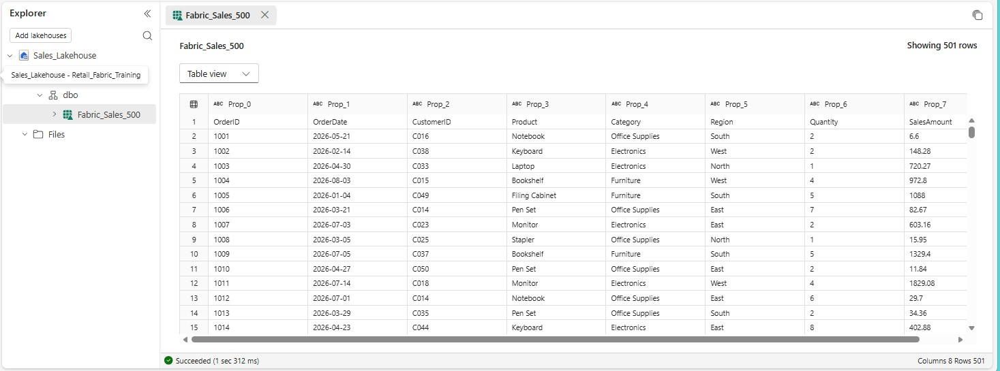 Explorer
Add lakehouses
Sales_Lakehouse
Sales_Lakehouse - Retail_Fabric_Training
dbo
Fabric_Sales_500
Files
Fabric_Sales_500
Fabric_Sales_500
Showing 501 rows
Table view
ABC Prop_0 ABC Prop_1 ABC Prop_2 ABC Prop_3 ABC Prop_4 ABC Prop_5 ABC Prop_6 ABC Prop_7
1 OrderID OrderDate CustomerID Product Category Region Quantity SalesAmount
2 1001 2026-05-21 C016 Notebook Office Supplies South 2 6.6
3 1002 2026-02-14 C038 Keyboard Electronics West 2 148.28
4 1003 2026-04-30 C033 Laptop Electronics North 1 720.27
5 1004 2026-08-03 C015 Bookshelf Furniture West 4 972.8
6 1005 2026-01-04 C049 Filing Cabinet Furniture South 5 1088
7 1006 2026-03-21 C014 Pen Set Office Supplies East 7 82.67
8 1007 2026-07-03 C023 Monitor Electronics East 2 603.16
9 1008 2026-03-05 C025 Stapler Office Supplies North 1 15.95
10 1009 2026-07-05 C037 Bookshelf Furniture South 5 1329.4
11 1010 2026-04-27 C050 Pen Set Office Supplies East 2 11.84
12 1011 2026-07-14 C018 Monitor Electronics West 4 1829.08
13 1012 2026-07-01 C014 Notebook Office Supplies East 6 29.7
14 1013 2026-03-29 C035 Pen Set Office Supplies South 2 34.36
15 1014 2026-04-23 C044 Keyboard Electronics East 8 402.88
Succeeded (1 sec 312 ms)
Columns 8 Rows 501